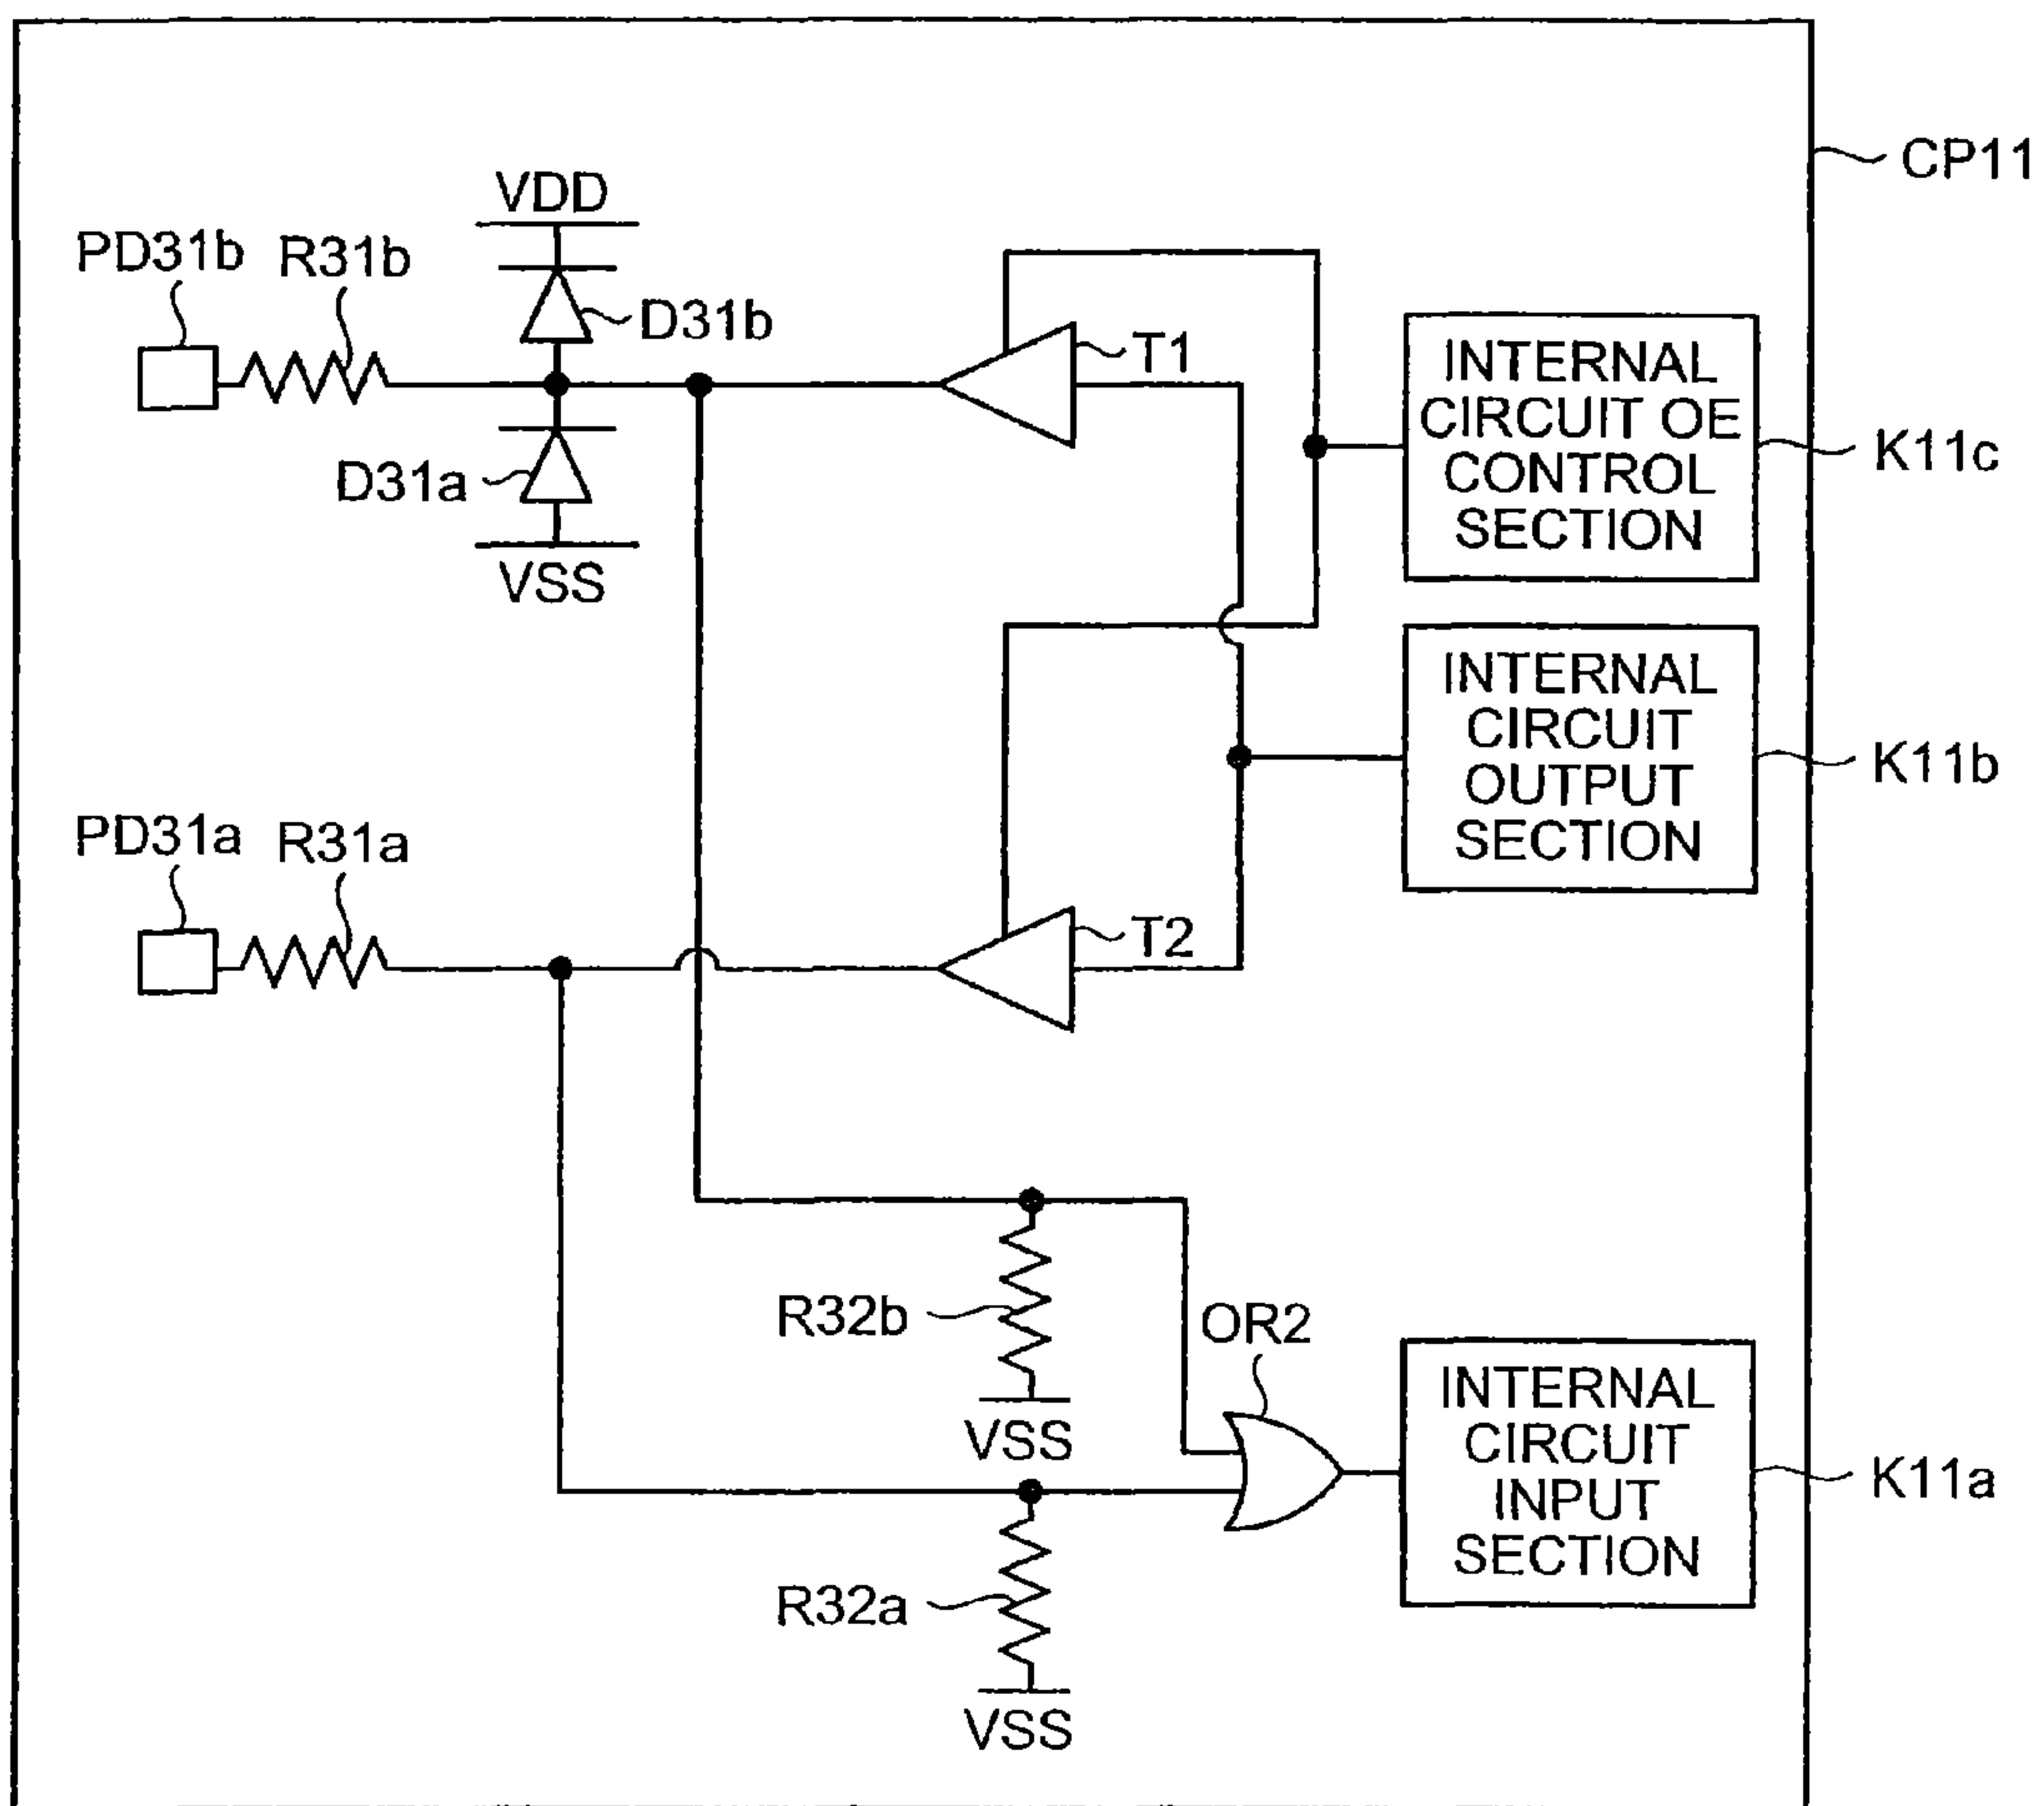 CP11
VDD
PD31b
R31b
D31b
T1
INTERNAL
CIRCUIT OE
CONTROL
SECTION
K11c
D31a
VSS
INTERNAL
CIRCUIT
OUTPUT
SECTION
K11b
PD31a
R31a
T2
R32b
OR2
VSS
INTERNAL
CIRCUIT
INPUT
SECTION
K11a
R32a
VSS